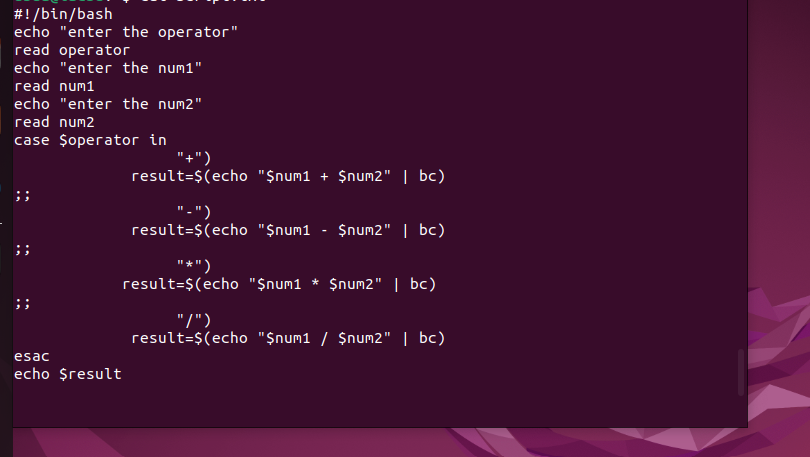 #!/bin/bash
echo "enter the operator"
read operator
echo "enter the num1"
read num1
echo "enter the num2"
read num2
case $operator in
                  "+")
             result=$(echo "$num1 + $num2" | bc)
;;
                  "-")
             result=$(echo "$num1 - $num2" | bc)
;;
                  "*")
            result=$(echo "$num1 * $num2" | bc)
;;
                  "/")
             result=$(echo "$num1 / $num2" | bc)
esac
echo $result